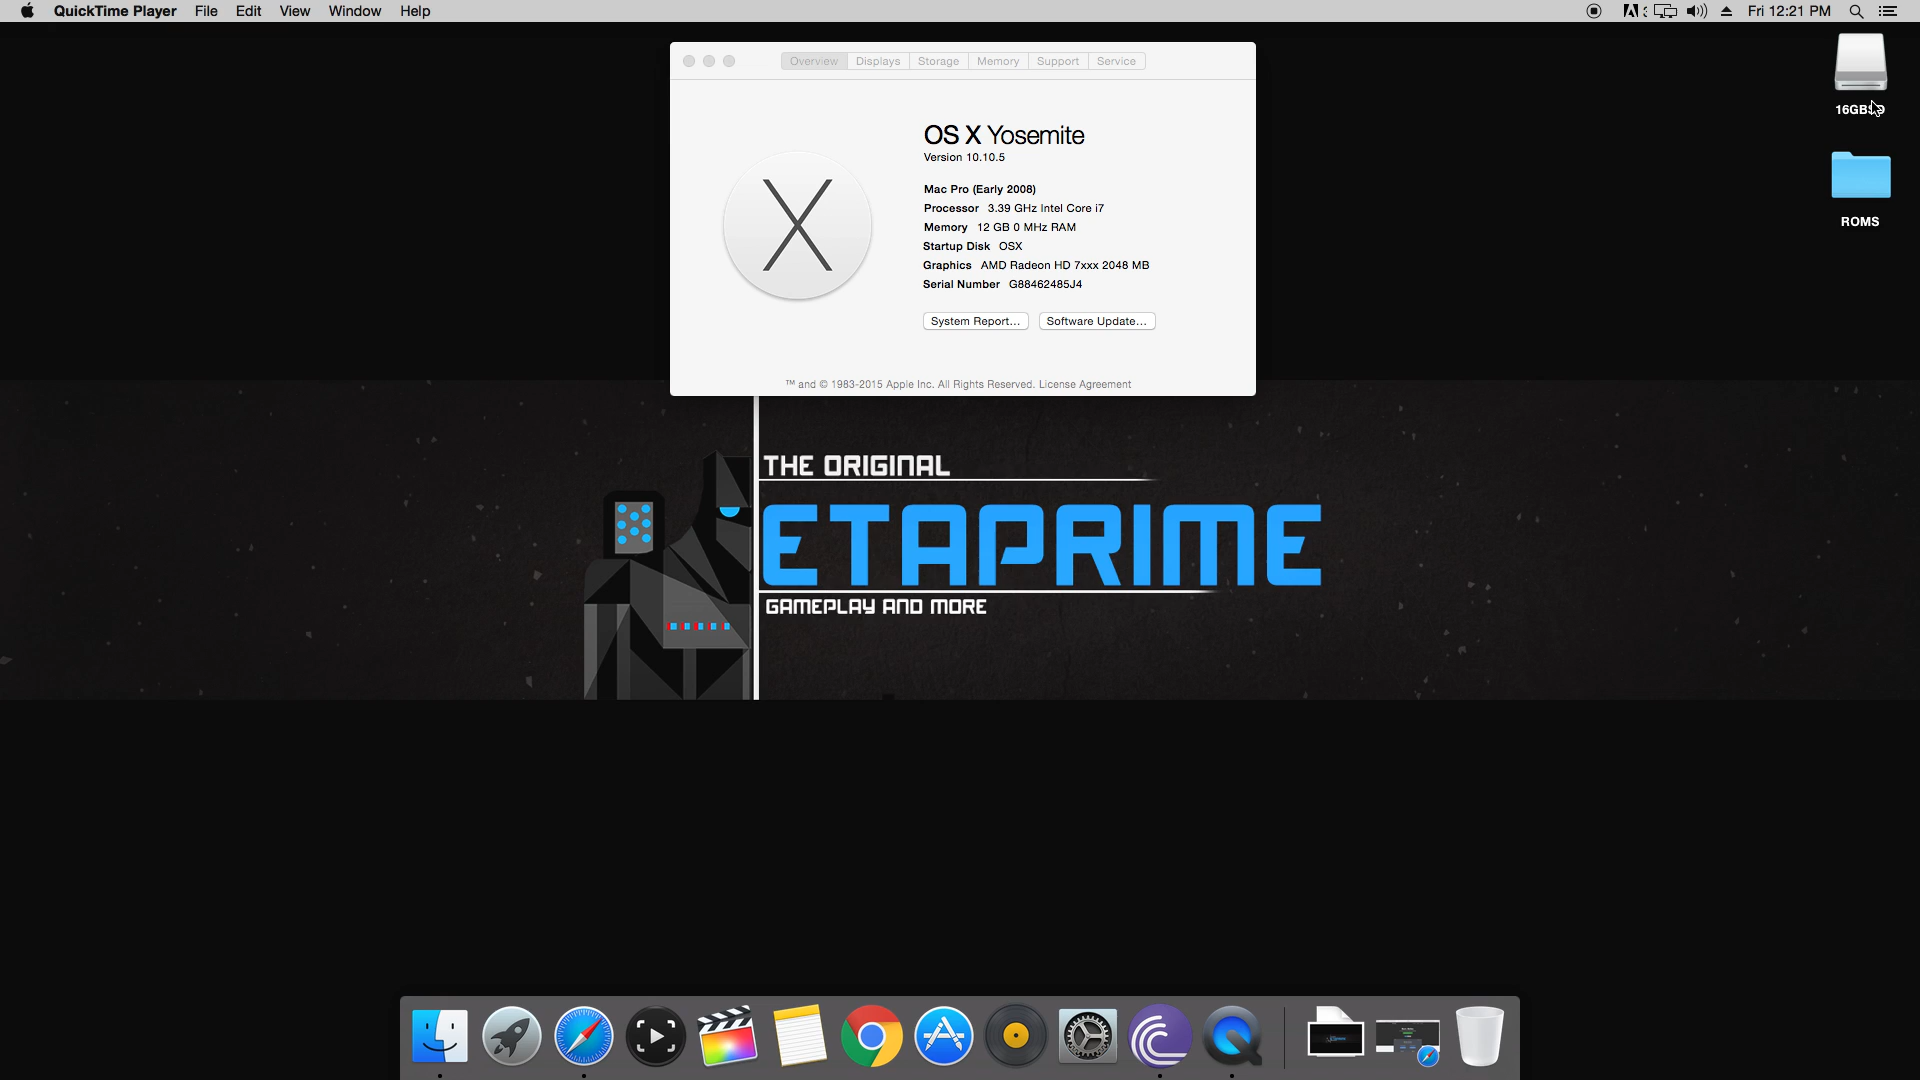 QuickTime Player File Edit View Window Help
Fri 12:21 PM
Overview Displays Storage Memory Support Service
OS X Yosemite
Version 10.10.5
Mac Pro (Early 2008)
Processor 3.39 GHz Intel Core i7
Memory 12 GB 0 MHz RAM
Startup Disk OSX
Graphics AMD Radeon HD 7xxx 2048 MB
Serial Number G88462485J4
System Report... Software Update...
™ and © 1983-2015 Apple Inc. All Rights Reserved. License Agreement
ROMS
THE ORIGINAL
ETAPRIME
GAMEPLAY AND MORE